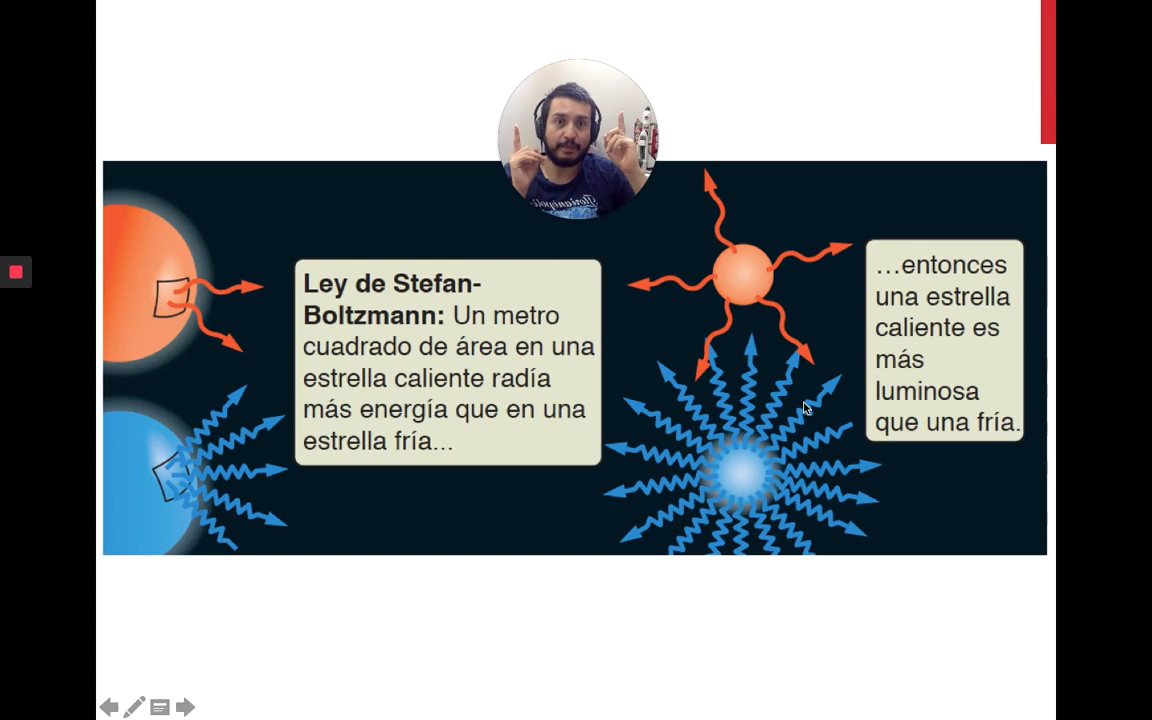 Florianópolis
Ley de Stefan-
Boltzmann: Un metro
cuadrado de área en una
estrella caliente radía
más energía que en una
estrella fría...
...entonces
una estrella
caliente es
más
luminosa
que una fría.